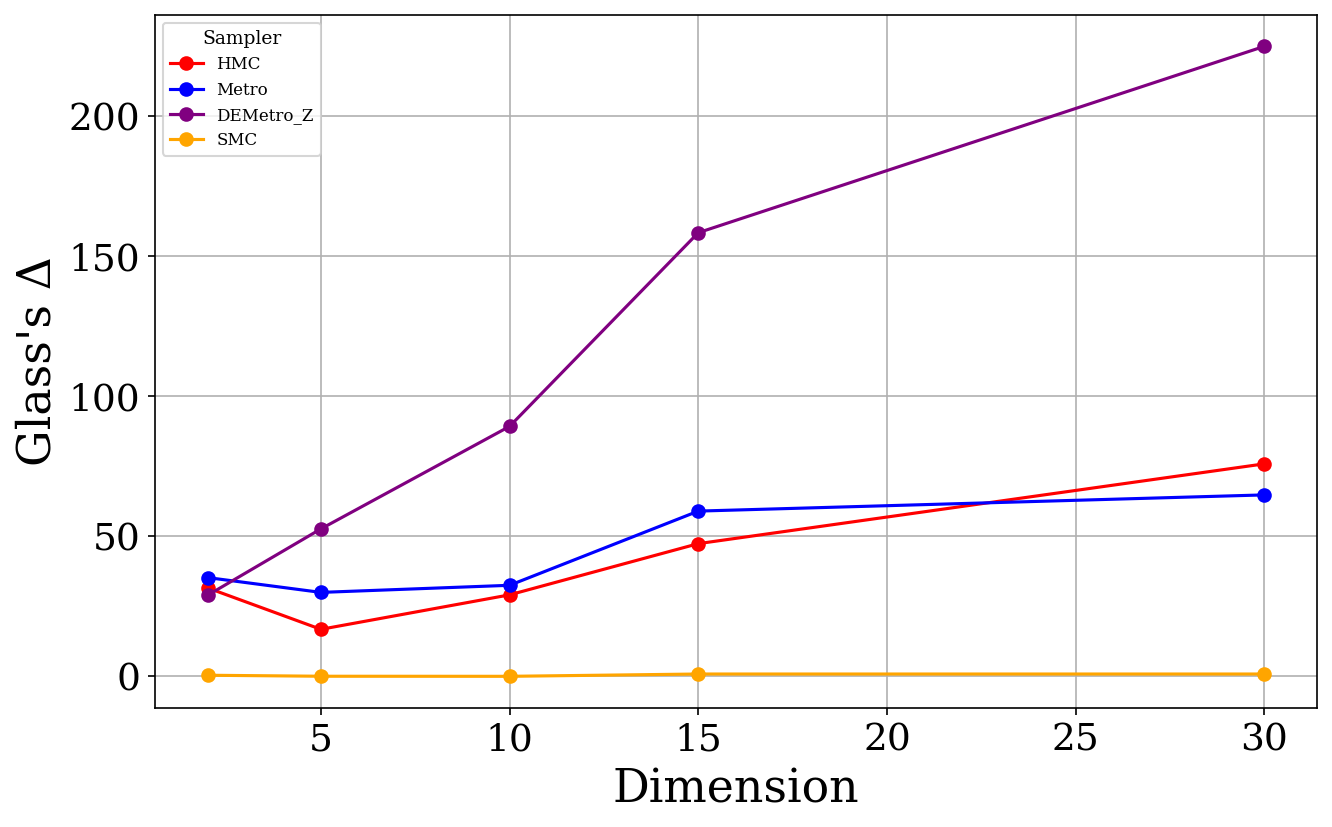 Sampler
HMC
Metro
DEMetro_Z
SMC
Glass's Δ
200
150
100
50
0
5 10 15 20 25 30
Dimension